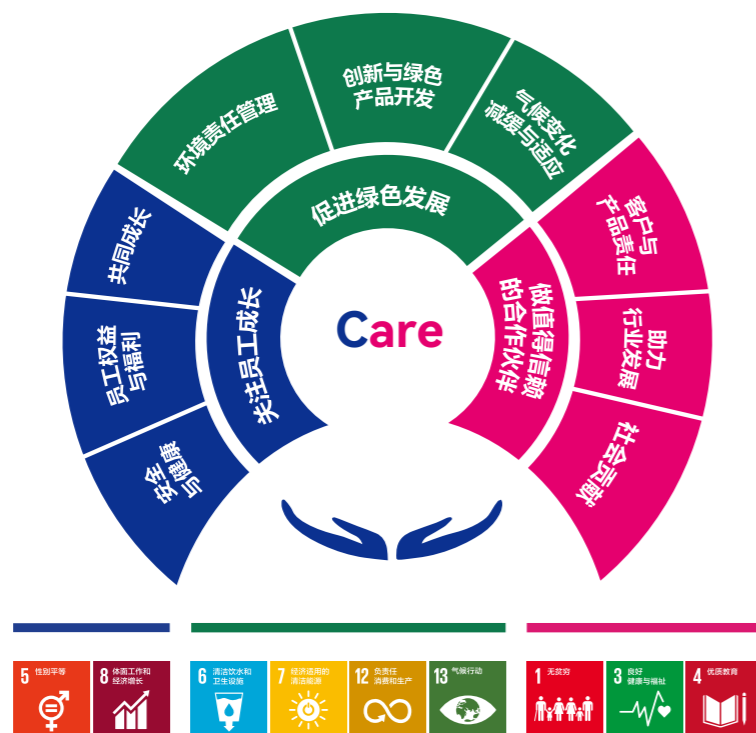 环境责任管理
创新与绿色
产品开发
气候变化
减缓与适应
共同成长
员工权益
与福利
安全
与健康
客户与
产品责任
助力
行业发展
社会贡献
促进绿色发展
关注员工成长
做值得信赖
的合作伙伴
Care
5 性别平等
8 体面工作和
经济增长
6 清洁饮水和
卫生设施
7 经济适用的
清洁能源
12 负责任
消费和生产
13 气候行动
1 无贫穷
3 良好
健康与福祉
4 优质教育